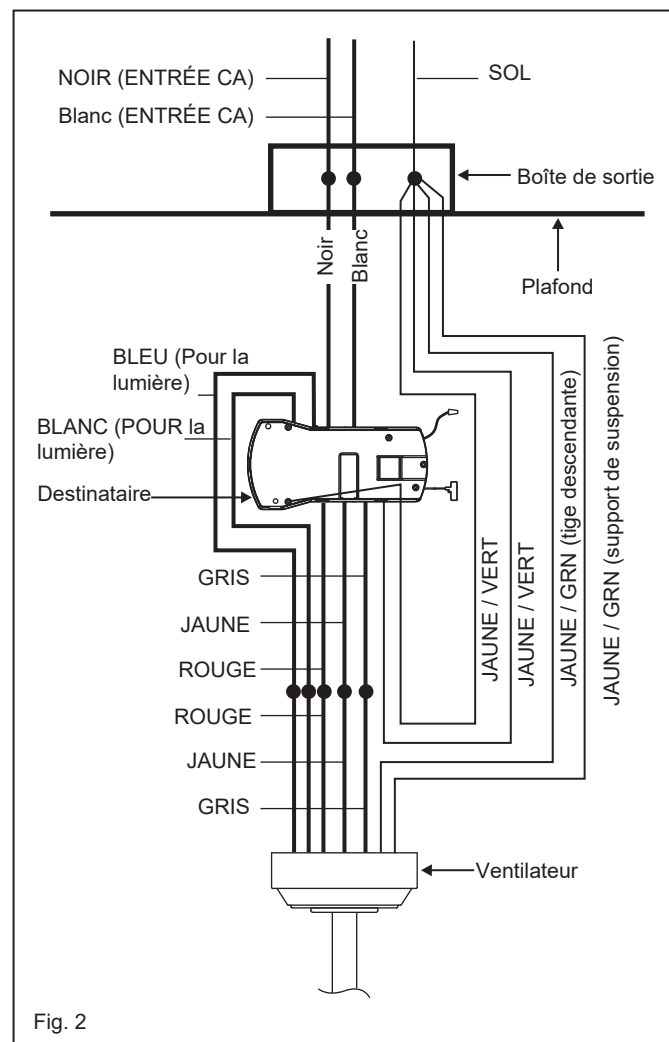 NOIR (ENTRÉE CA)
SOL
Blanc (ENTRÉE CA)
Boîte de sortie
Noir
Blanc
Plafond
BLEU (Pour la
lumière)
BLANC (POUR la
lumière)
Destinataire
JAUNE / VERT
JAUNE / VERT
JAUNE / GRN (tige descendante)
JAUNE / GRN (support de suspension)
GRIS
JAUNE
ROUGE
ROUGE
JAUNE
GRIS
Ventilateur
Fig. 2